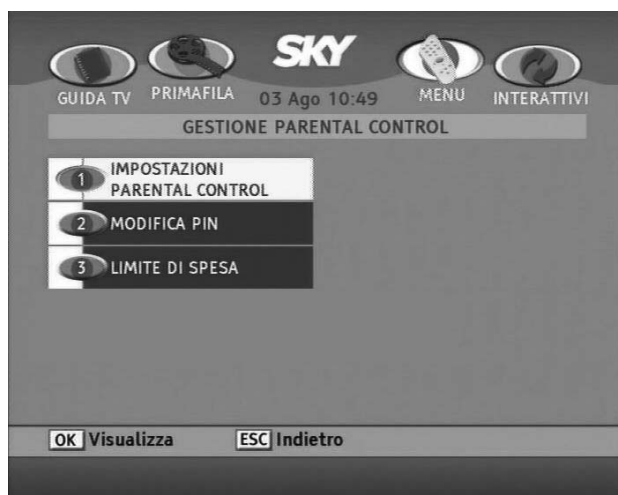 SKY
GUIDA TV PRIMAFILA 03 Ago 10:49 MENU INTERATTIVI
GESTIONE PARENTAL CONTROL
1 IMPOSTAZIONI
PARENTAL CONTROL
2 MODIFICA PIN
3 LIMITE DI SPESA
OK Visualizza ESC Indietro